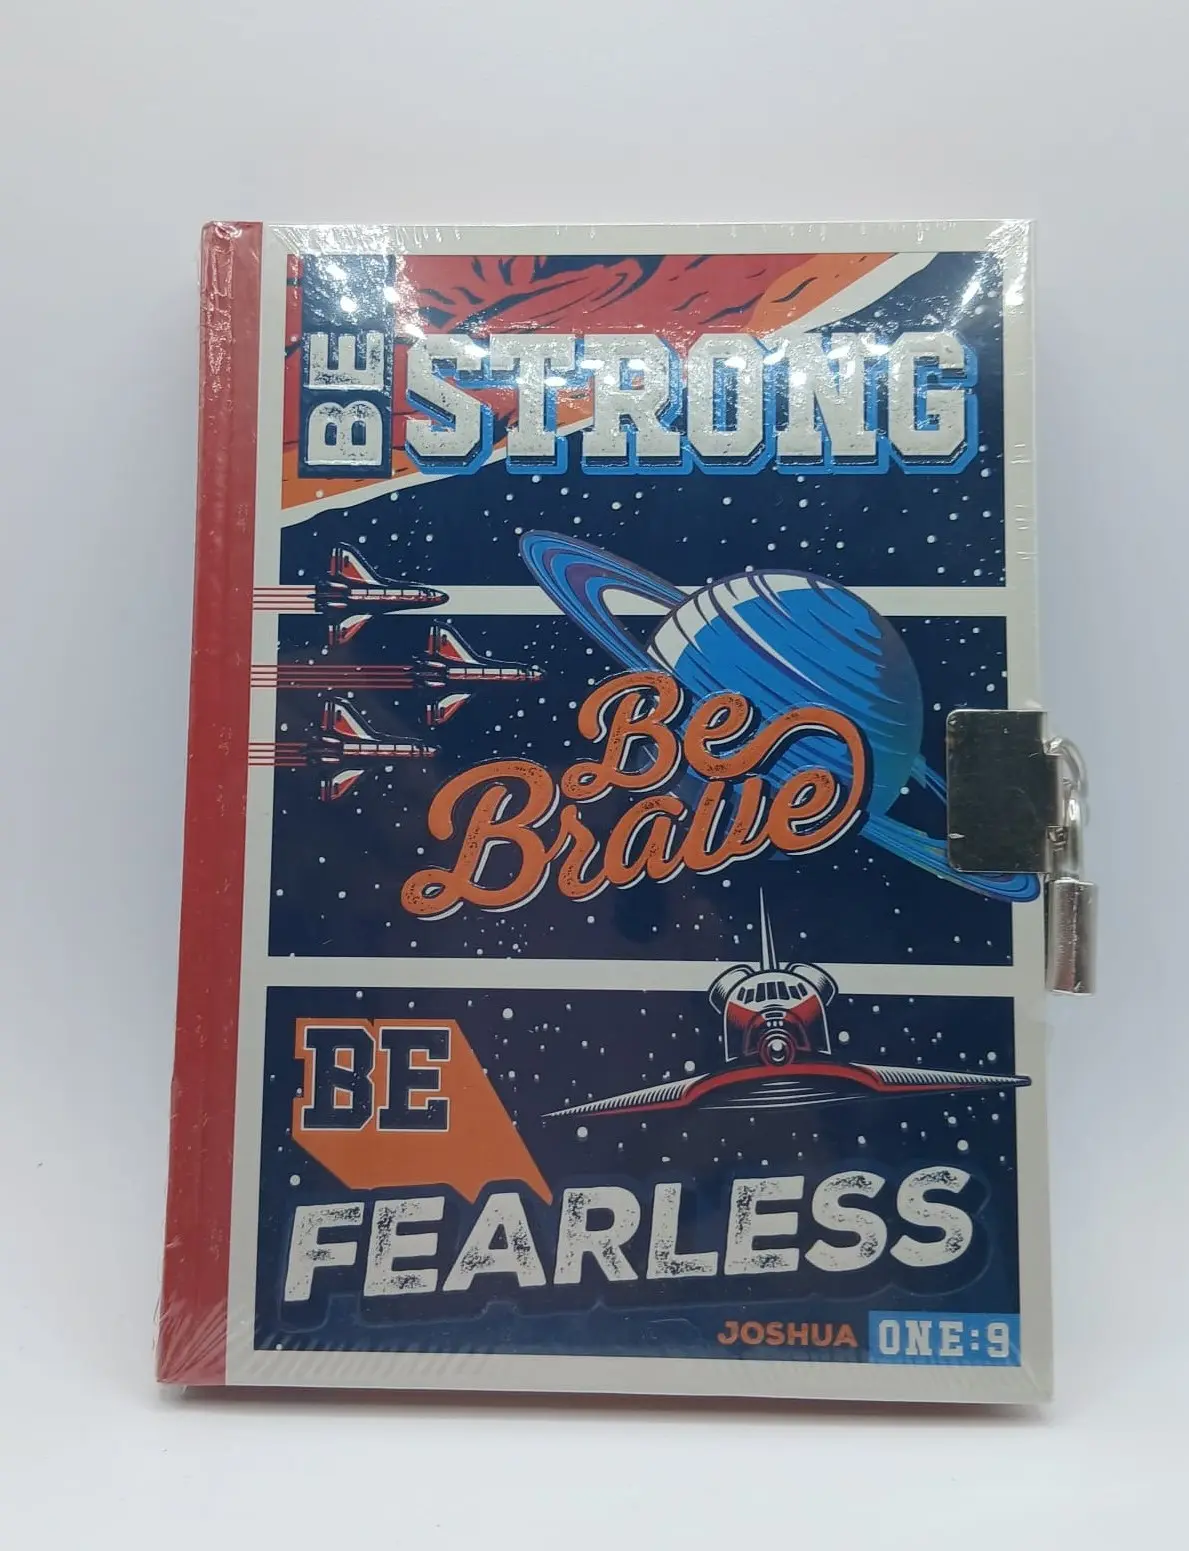 BE STRONG
Be
Brave
BE
FEARLESS
JOSHUA ONE:9